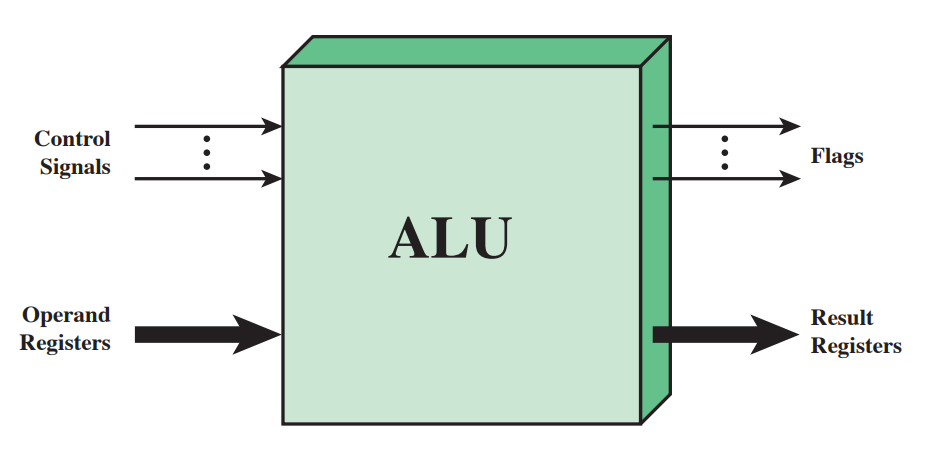 Control
Signals
Flags
ALU
Operand
Registers
Result
Registers